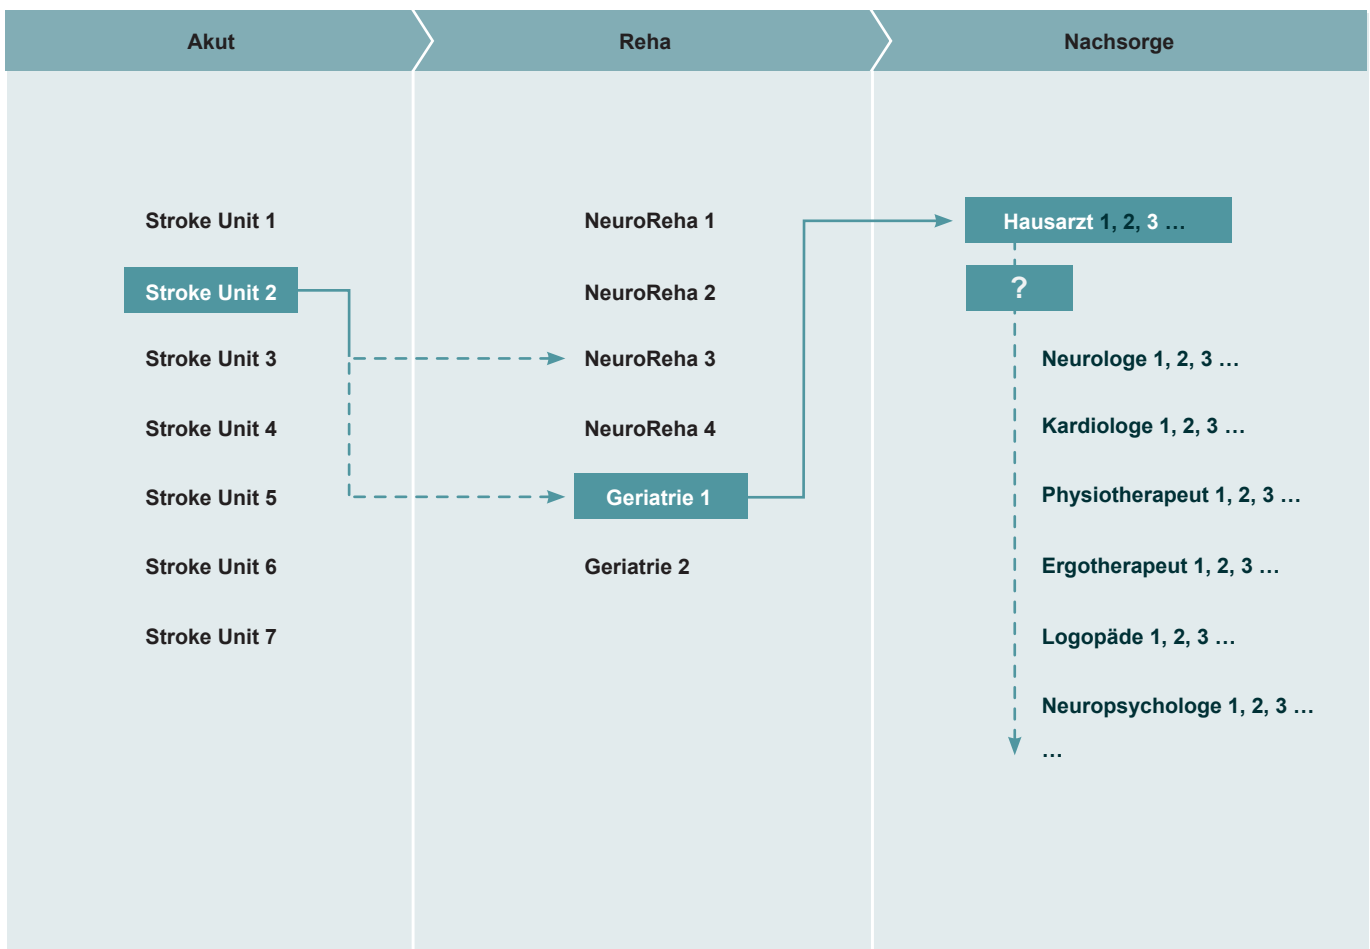 Akut
Reha
Nachsorge
Stroke Unit 1
Stroke Unit 2
Stroke Unit 3
Stroke Unit 4
Stroke Unit 5
Stroke Unit 6
Stroke Unit 7
NeuroReha 1
NeuroReha 2
NeuroReha 3
NeuroReha 4
Geriatrie 1
Geriatrie 2
Hausarzt 1, 2, 3 …
?
Neurologe 1, 2, 3 …
Kardiologe 1, 2, 3 …
Physiotherapeut 1, 2, 3 …
Ergotherapeut 1, 2, 3 …
Logopäde 1, 2, 3 …
Neuropsychologe 1, 2, 3 …
…